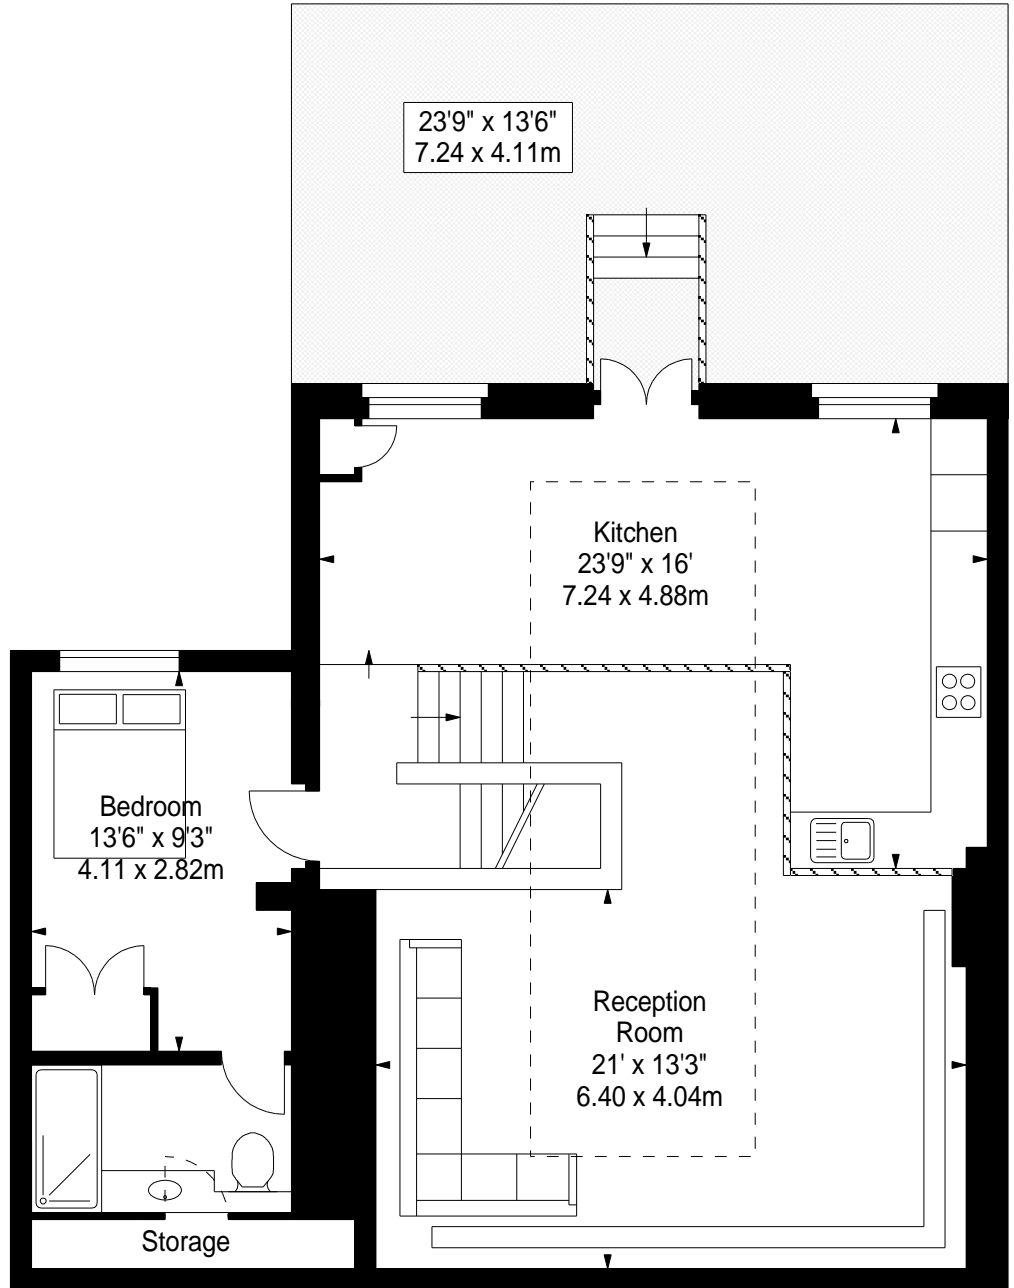 23'9" x 13'6"
7.24 x 4.11m
Kitchen
23'9" x 16'
7.24 x 4.88m
Bedroom
13'6" x 9'3"
4.11 x 2.82m
Reception
Room
21' x 13'3"
6.40 x 4.04m
Storage